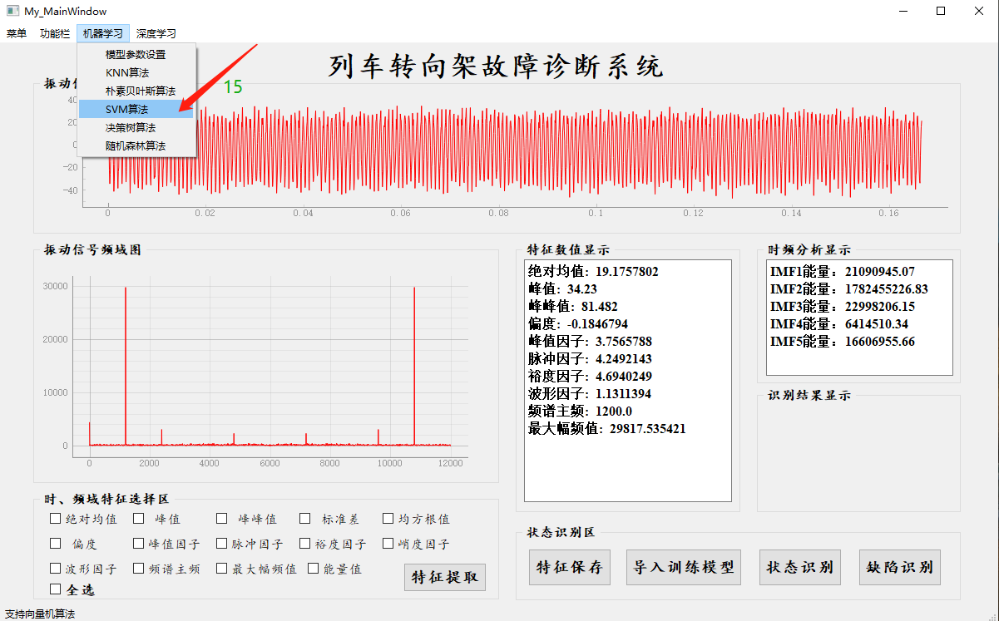 My_MainWindow
菜单 功能栏 机器学习 深度学习
模型参数设置
KNN算法
朴素贝叶斯算法
SVM算法
决策树算法
随机森林算法
15
列车转向架故障诊断系统
振动信
40
20
0
-20
-40
0 0.02 0.04 0.06 0.08 0.1 0.12 0.14 0.16
振动信号频域图
30000
20000
10000
0
0 2000 4000 6000 8000 10000 12000
特征数值显示
绝对均值: 19.1757802
峰值: 34.23
峰峰值: 81.482
偏度: -0.1846794
峰值因子: 3.7565788
脉冲因子: 4.2492143
裕度因子: 4.6940249
波形因子: 1.1311394
频谱主频: 1200.0
最大幅频值: 29817.535421
时频分析显示
IMF1能量: 21090945.07
IMF2能量: 1782455226.83
IMF3能量: 22998206.15
IMF4能量: 6414510.34
IMF5能量: 16606955.66
识别结果显示
时、频域特征选择区
绝对均值 峰值 峰峰值 标准差 均方根值
偏度 峰值因子 脉冲因子 裕度因子 峭度因子
波形因子 频谱主频 最大幅频值 能量值
全选
特征提取
状态识别区
特征保存 导入训练模型 状态识别 缺陷识别
支持向量机算法